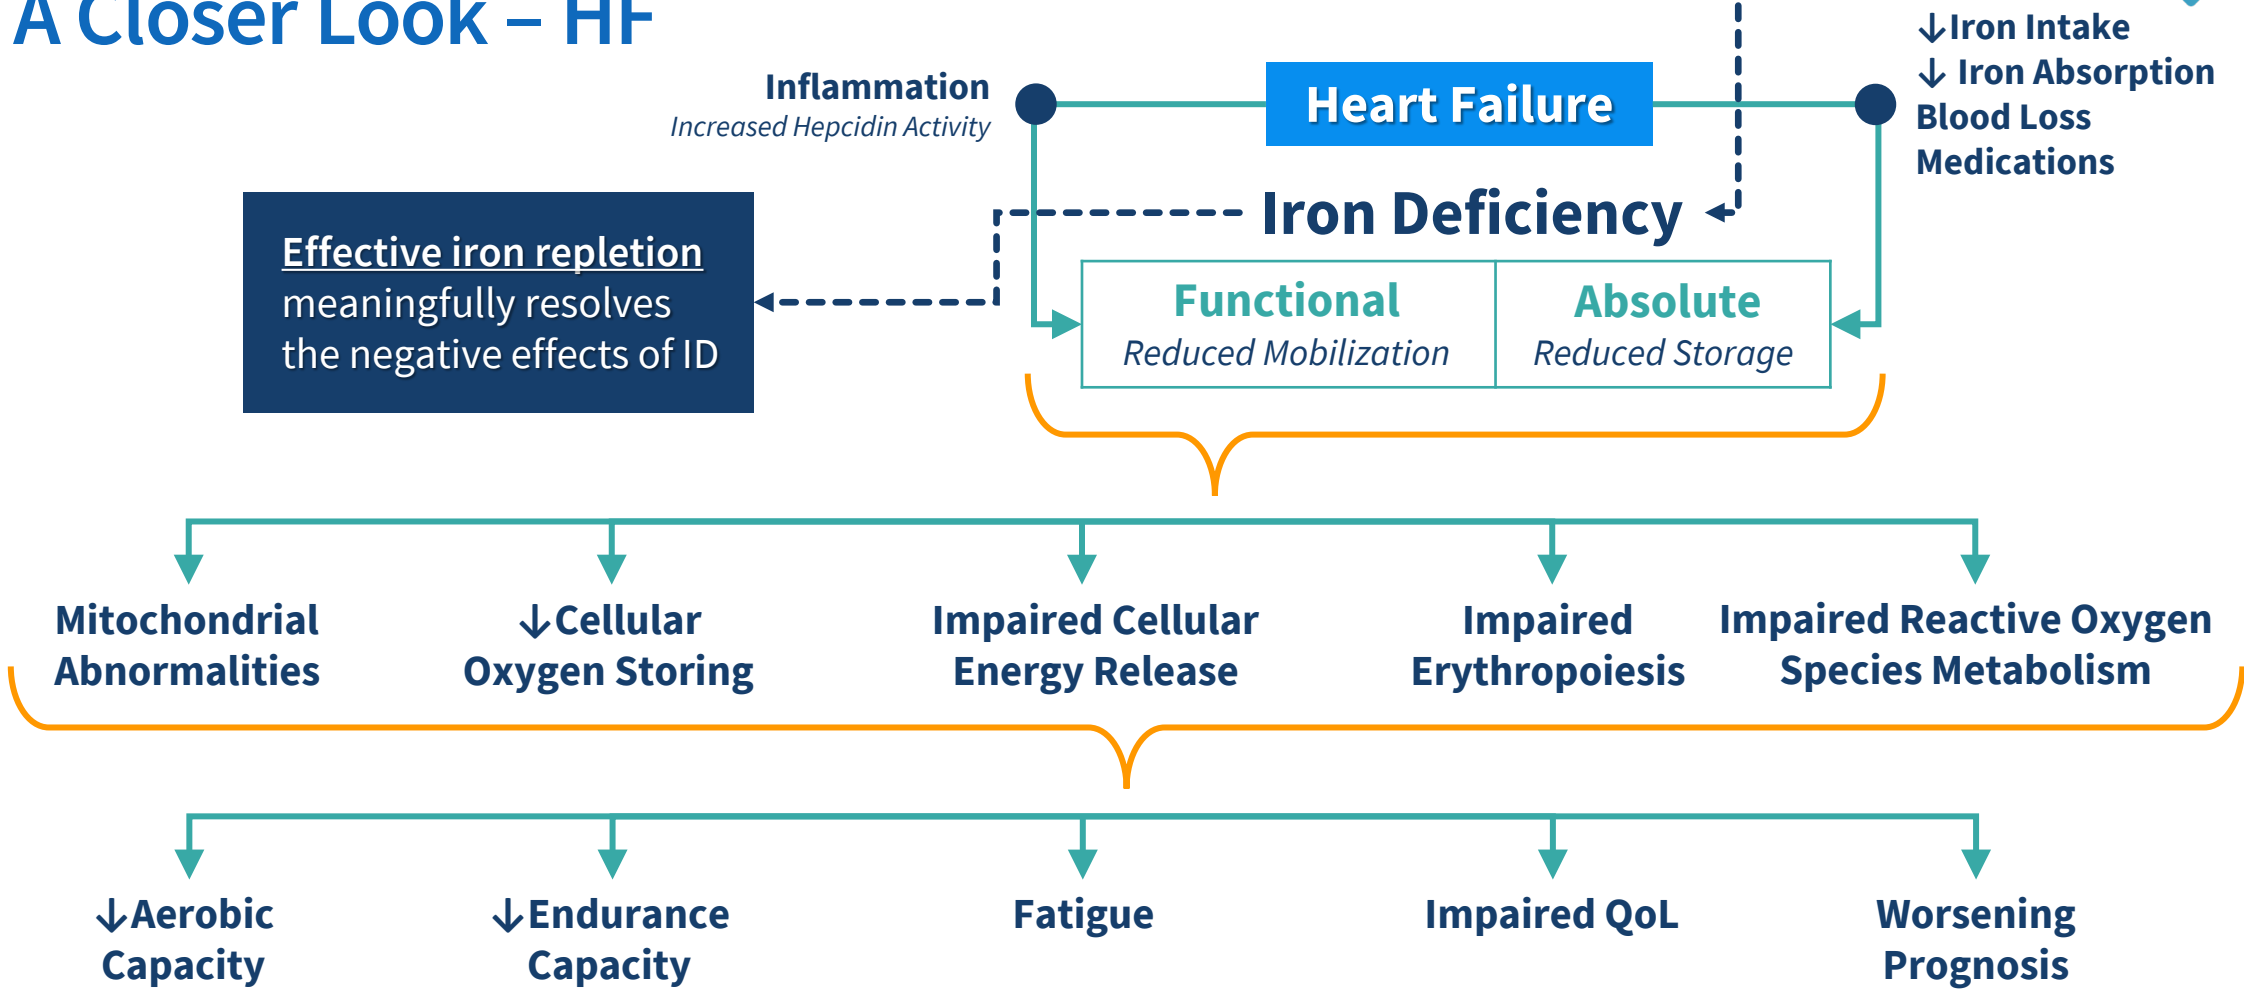 A Closer Look – HF
↓Iron Intake
↓ Iron Absorption
Blood Loss
Medications
Inflammation
Increased Hepcidin Activity
Heart Failure
Iron Deficiency
Effective iron repletion
meaningfully resolves
the negative effects of ID
Functional
Reduced Mobilization
Absolute
Reduced Storage
Mitochondrial
Abnormalities
↓Cellular
Oxygen Storing
Impaired Cellular
Energy Release
Impaired
Erythropoiesis
Impaired Reactive Oxygen
Species Metabolism
↓Aerobic
Capacity
↓Endurance
Capacity
Fatigue
Impaired QoL
Worsening
Prognosis